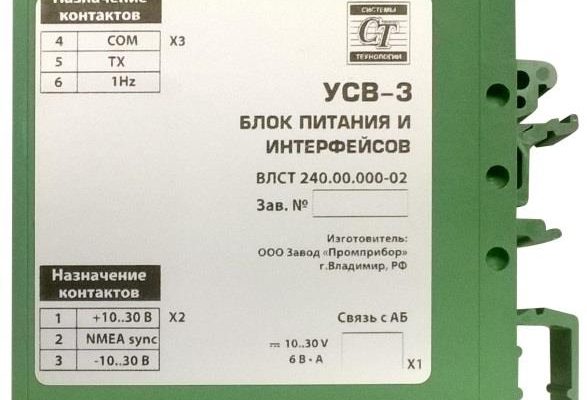 Назначение
контактов
4 COM X3
5 TX
6 1Hz
СИСТЕМЫ
СТ
ТЕХНОЛОГИИ
УСВ-3
БЛОК ПИТАНИЯ И
ИНТЕРФЕЙСОВ
ВЛСТ 240.00.000-02
Зав. №
Изготовитель:
ООО Завод «Промприбор»
г.Владимир, РФ
Назначение
контактов
1 +10..30 В X2
2 NMEA sync
3 -10..30 В
Связь с АБ
10..30 V
6 В • А
X1